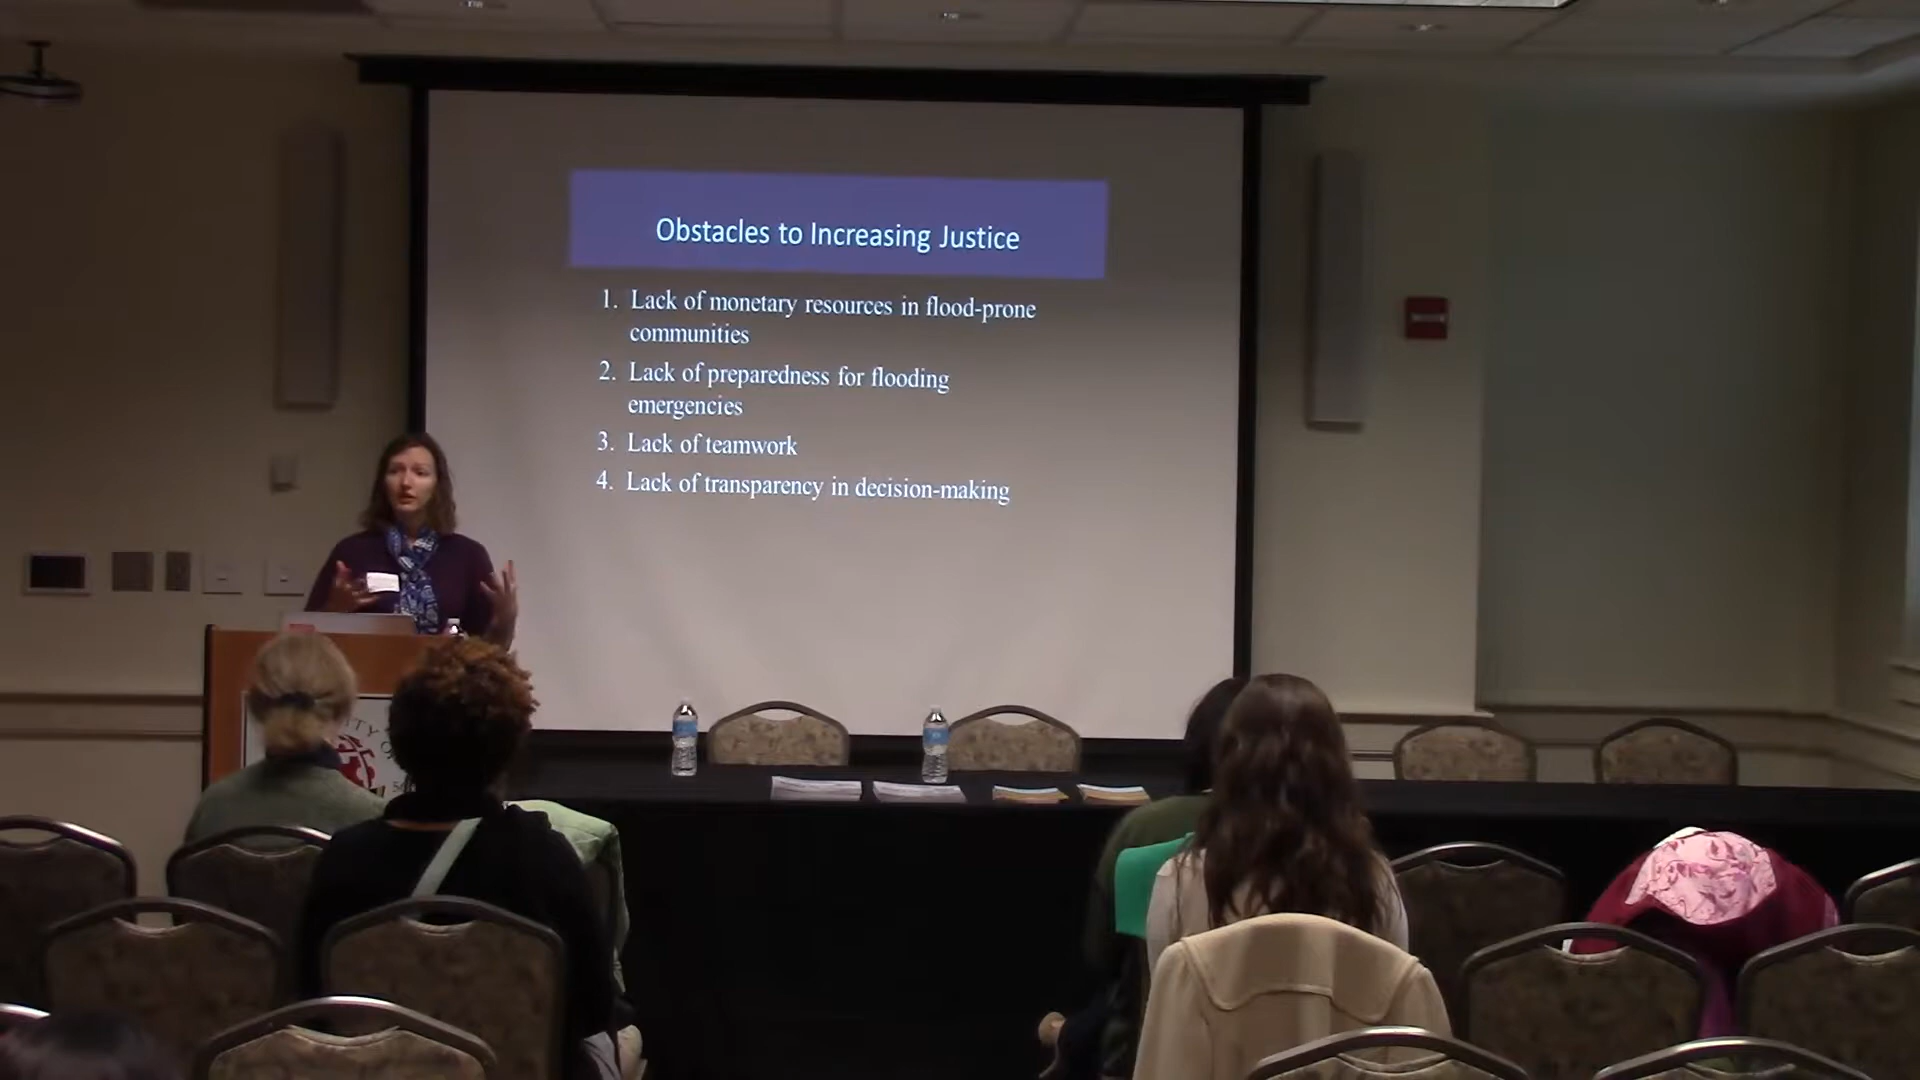 Obstacles to Increasing Justice
1. Lack of monetary resources in flood-prone
communities
2. Lack of preparedness for flooding
emergencies
3. Lack of teamwork
4. Lack of transparency in decision-making